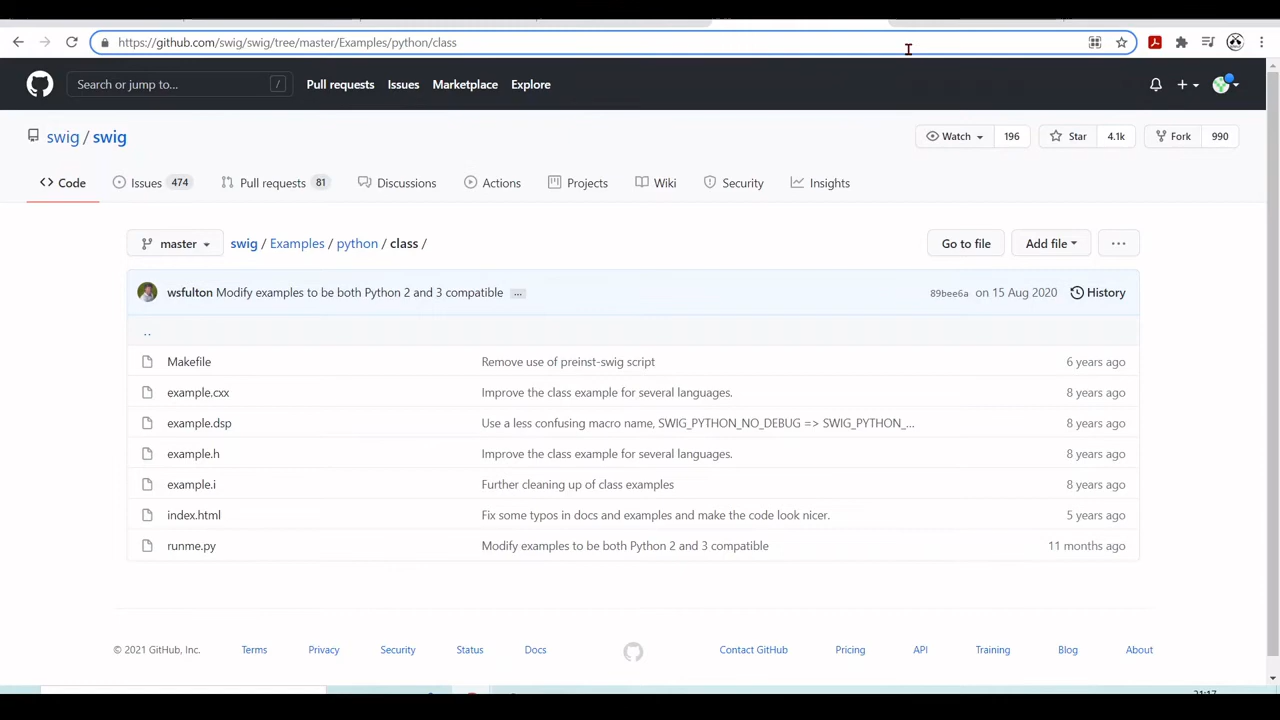 https://github.com/swig/swig/tree/master/Examples/python/class
Search or jump to... /
Pull requests Issues Marketplace Explore
swig / swig
Watch 196 Star 4.1k Fork 990
Code Issues 474 Pull requests 81 Discussions Actions Projects Wiki Security Insights
master swig / Examples / python / class / Go to file Add file ...
wsfulton Modify examples to be both Python 2 and 3 compatible ... 89bee6a on 15 Aug 2020 History
..
Makefile Remove use of preinst-swig script 6 years ago
example.cxx Improve the class example for several languages. 8 years ago
example.dsp Use a less confusing macro name, SWIG_PYTHON_NO_DEBUG => SWIG_PYTHON_... 8 years ago
example.h Improve the class example for several languages. 8 years ago
example.i Further cleaning up of class examples 8 years ago
index.html Fix some typos in docs and examples and make the code look nicer. 5 years ago
runme.py Modify examples to be both Python 2 and 3 compatible 11 months ago
© 2021 GitHub, Inc. Terms Privacy Security Status Docs Contact GitHub Pricing API Training Blog About